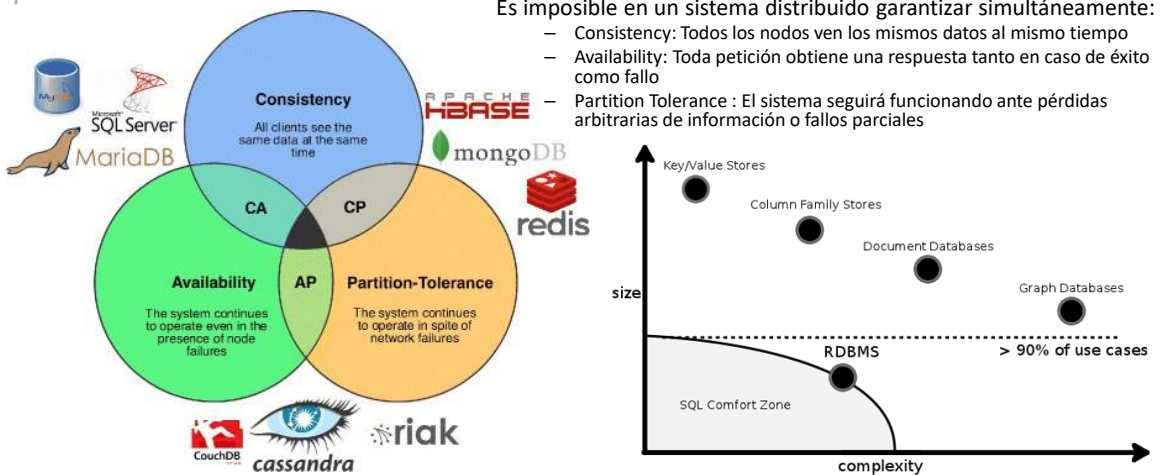 Es imposible en un sistema distribuido garantizar simultáneamente:
– Consistency: Todos los nodos ven los mismos datos al mismo tiempo
– Availability: Toda petición obtiene una respuesta tanto en caso de éxito
como fallo
– Partition Tolerance : El sistema seguirá funcionando ante pérdidas
arbitrarias de información o fallos parciales
MySQL
Microsoft
SQL Server
MariaDB
Consistency
All clients see the
same data at the same
time
APACHE
HBASE
mongoDB
redis
CA
CP
AP
Availability
The system continues
to operate even in the
presence of node
failures
Partition-Tolerance
The system continues
to operate in spite of
network failures
CouchDB
cassandra
riak
Key/Value Stores
Column Family Stores
Document Databases
Graph Databases
size
> 90% of use cases
RDBMS
SQL Comfort Zone
complexity